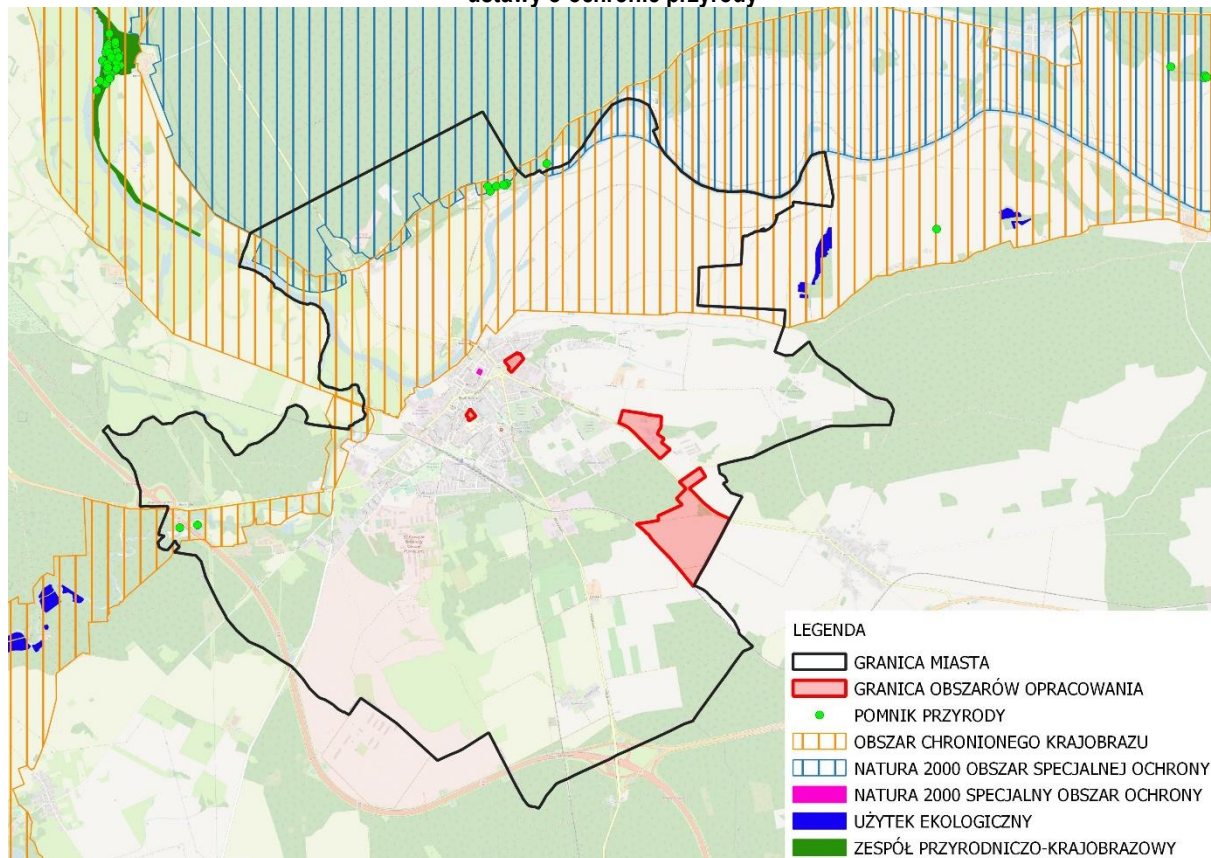 ustawy o ochronie przyrody
LEGENDA
GRANICA MIASTA
GRANICA OBSZARÓW OPRACOWANIA
POMNIK PRZYRODY
OBSZAR CHRONIONEGO KRAJOBRAZU
NATURA 2000 OBSZAR SPECJALNEJ OCHRONY
NATURA 2000 SPECJALNY OBSZAR OCHRONY
UŻYTEK EKOLOGICZNY
ZESPÓŁ PRZYRODNICZO-KRAJOBRAZOWY